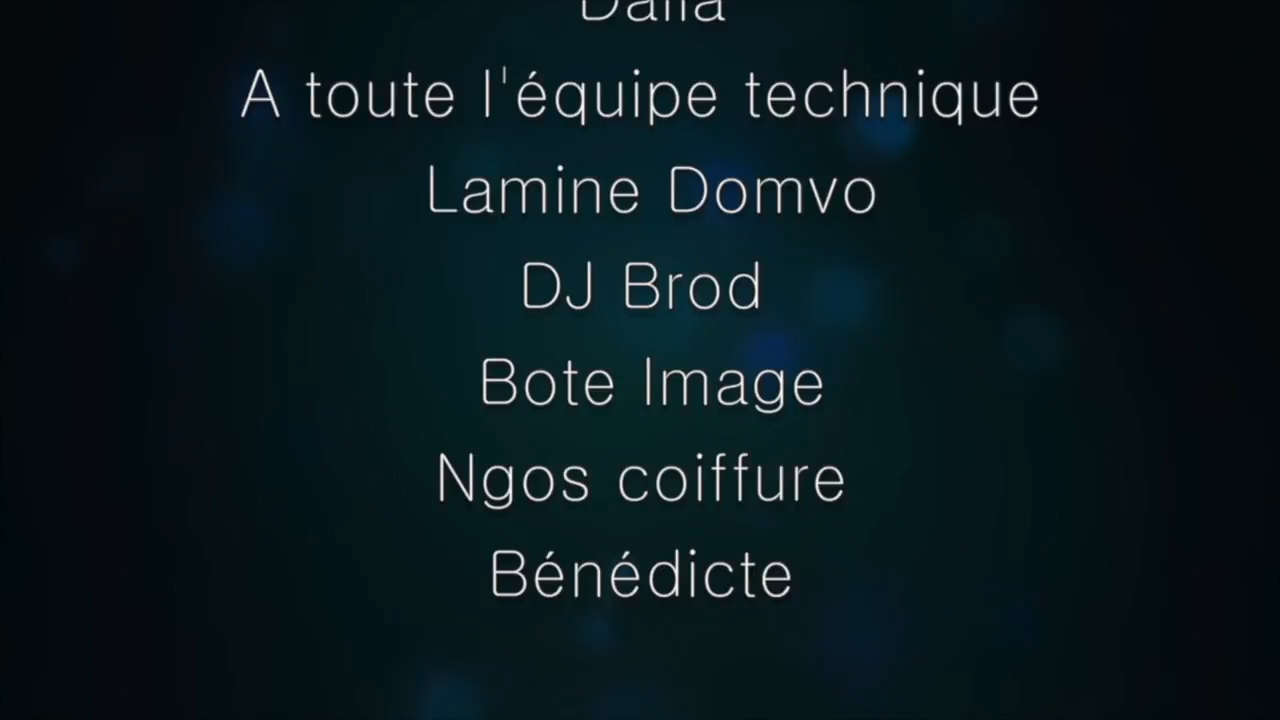 A toute l'équipe technique
Lamine Domvo
DJ Brod
Bote Image
Ngos coiffure
Bénédicte